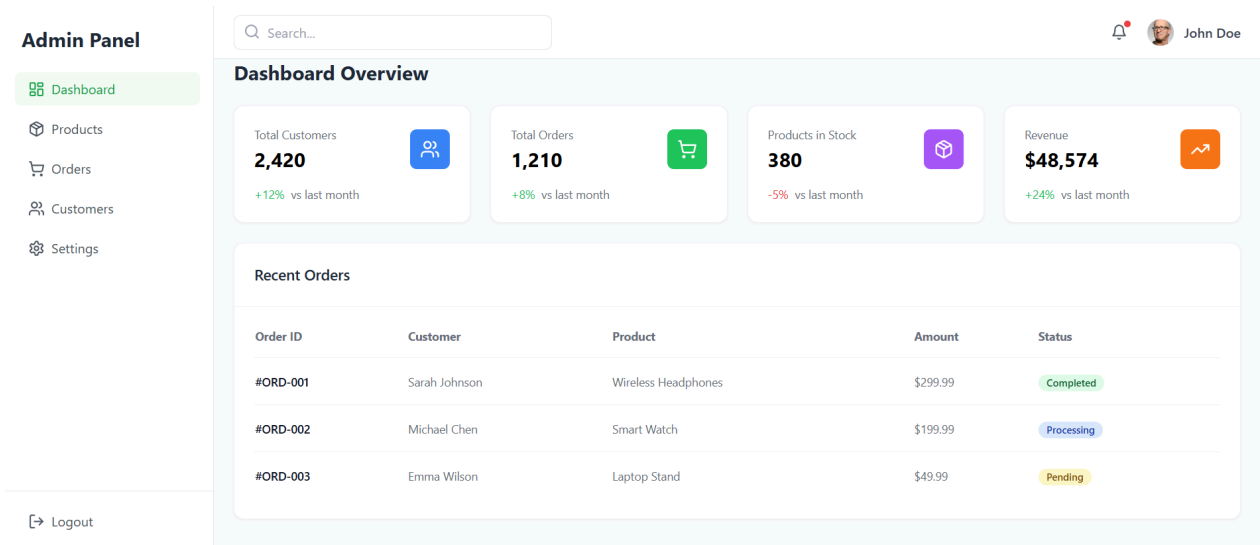 Admin Panel
Dashboard
Products
Orders
Customers
Settings
Logout
Search...
John Doe
Dashboard Overview
Total Customers
2,420
+12% vs last month
Total Orders
1,210
+8% vs last month
Products in Stock
380
-5% vs last month
Revenue
$48,574
+24% vs last month
Recent Orders
Order ID Customer Product Amount Status
#ORD-001 Sarah Johnson Wireless Headphones $299.99 Completed
#ORD-002 Michael Chen Smart Watch $199.99 Processing
#ORD-003 Emma Wilson Laptop Stand $49.99 Pending